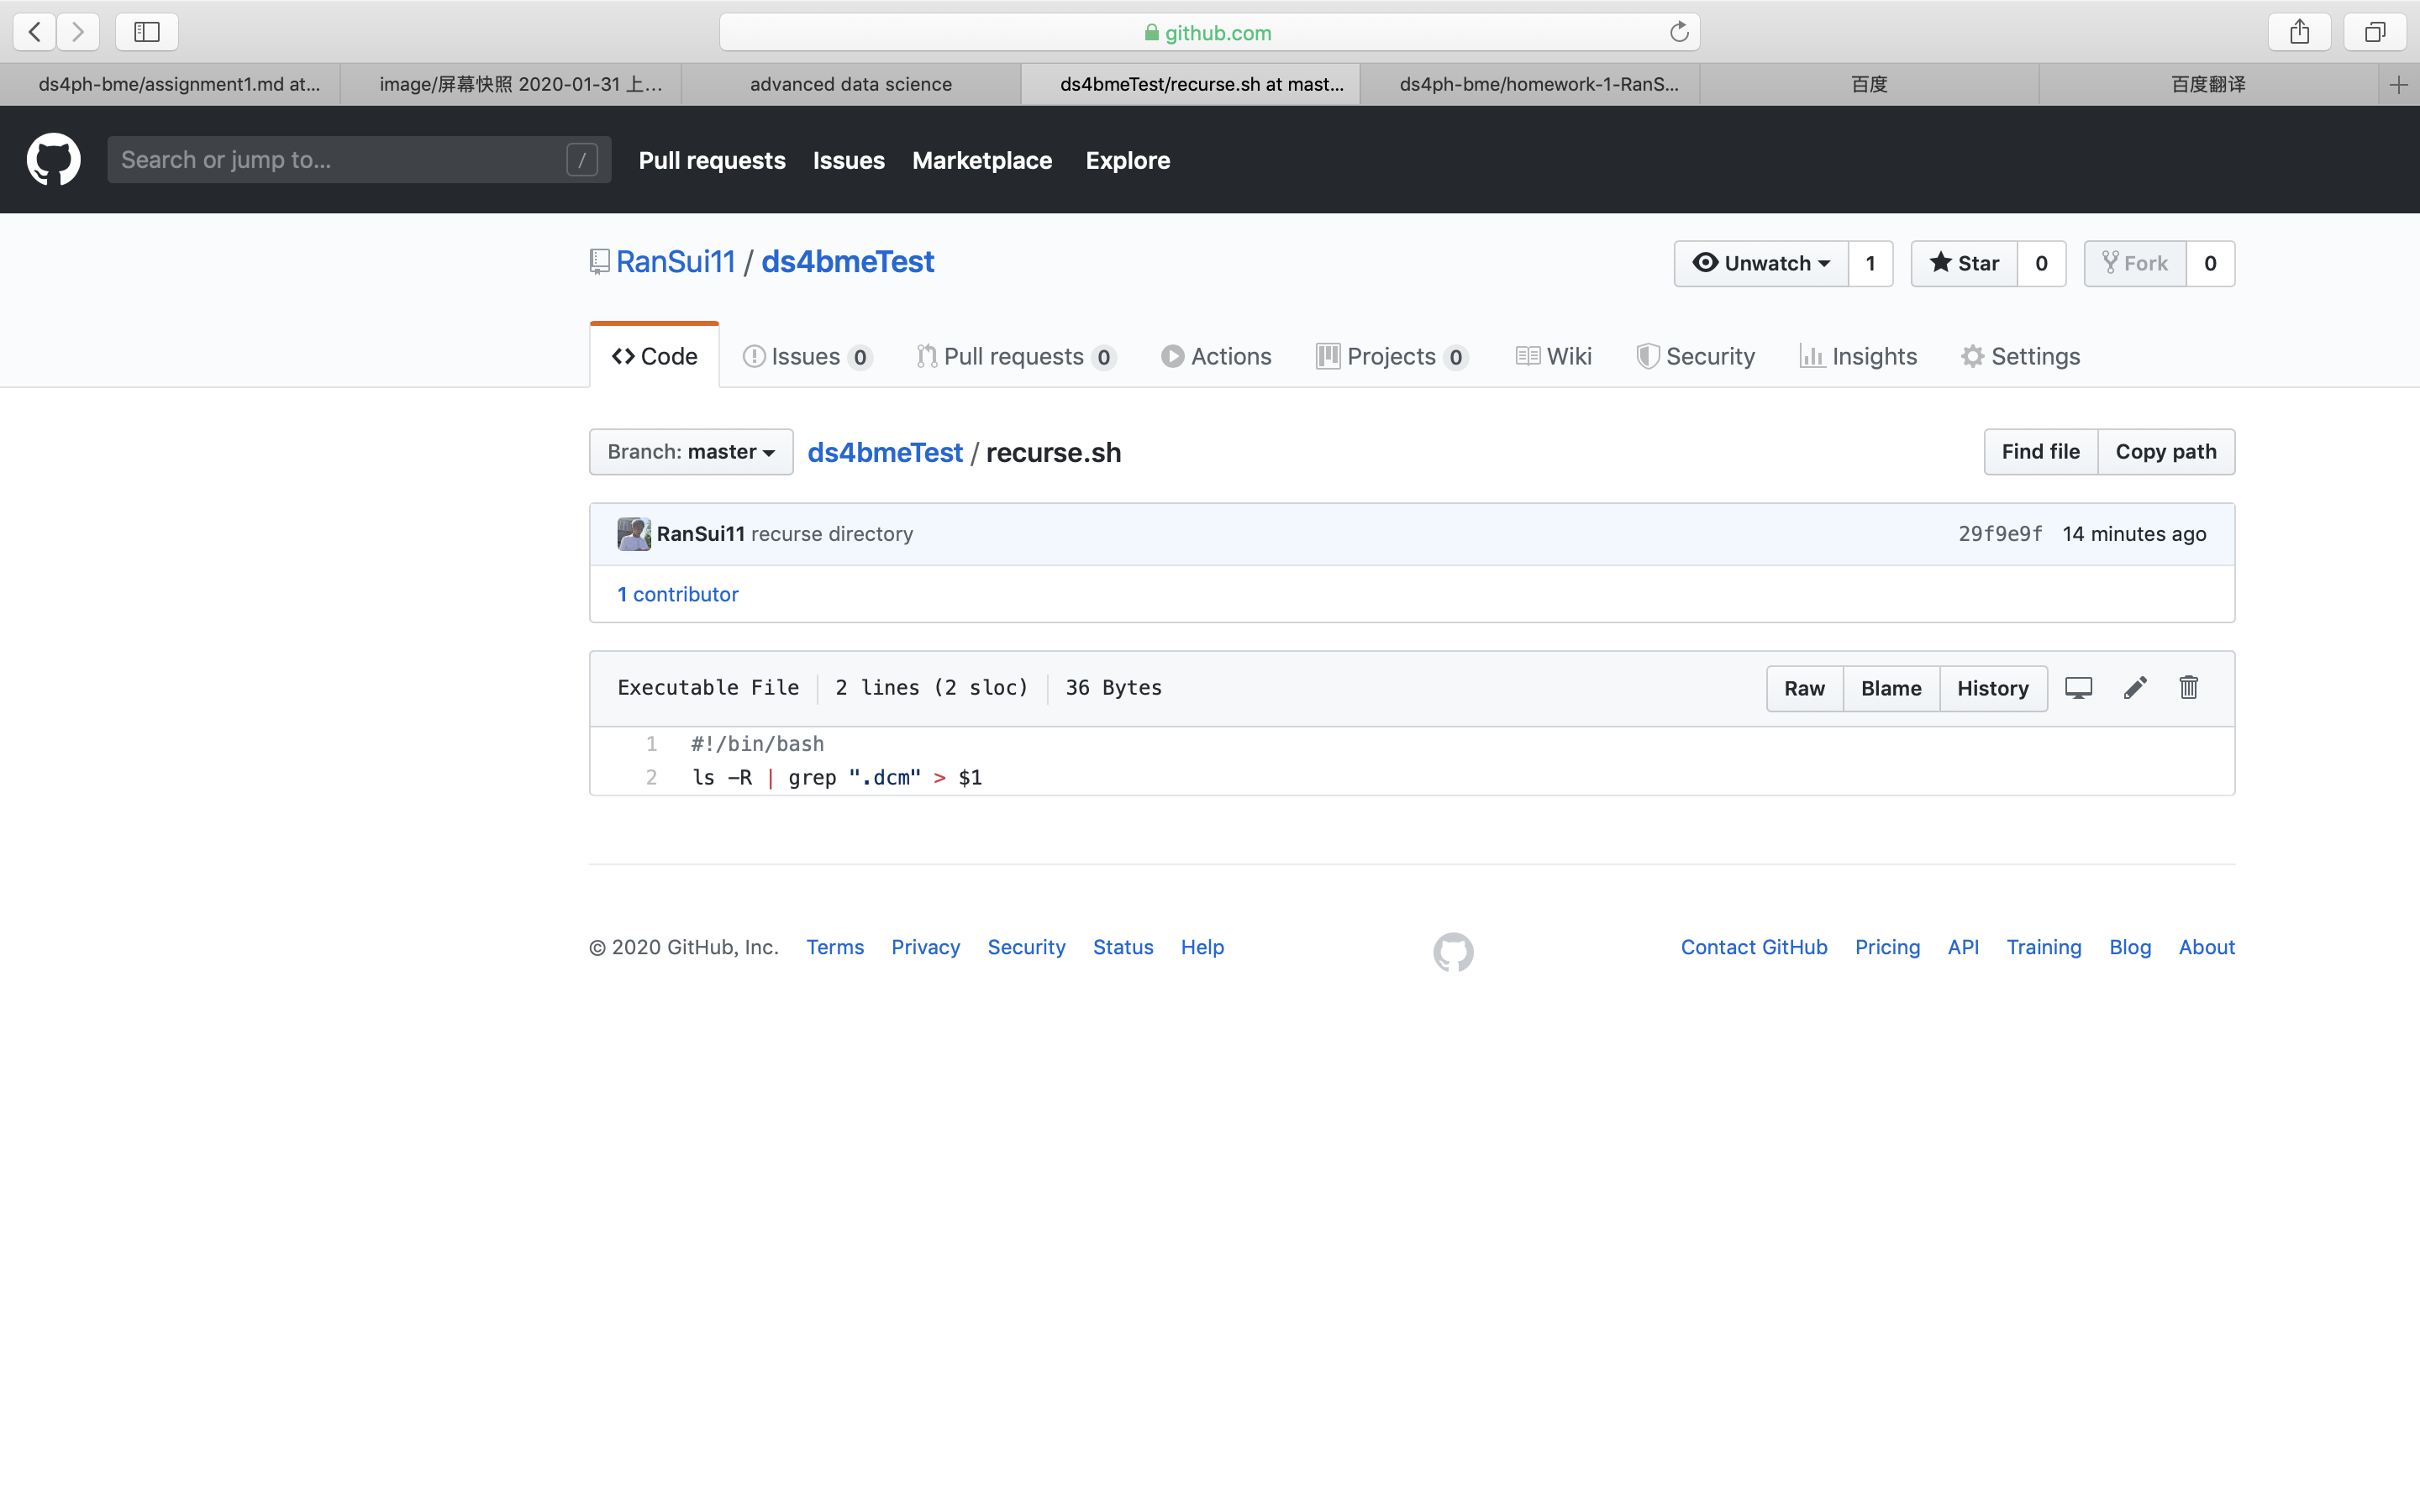 github.com
ds4ph-bme/assignment1.md at...
image/屏幕快照 2020-01-31 上...
advanced data science
ds4bmeTest/recurse.sh at mast...
ds4ph-bme/homework-1-RanS...
百度
百度翻译
Search or jump to... /
Pull requests Issues Marketplace Explore
RanSui11 / ds4bmeTest
Unwatch 1 Star 0 Fork 0
Code Issues 0 Pull requests 0 Actions Projects 0 Wiki Security Insights Settings
Branch: master ds4bmeTest / recurse.sh Find file Copy path
RanSui11 recurse directory 29f9e9f 14 minutes ago
1 contributor
Executable File 2 lines (2 sloc) 36 Bytes Raw Blame History
1 #!/bin/bash
2 ls -R | grep ".dcm" > $1
© 2020 GitHub, Inc. Terms Privacy Security Status Help Contact GitHub Pricing API Training Blog About